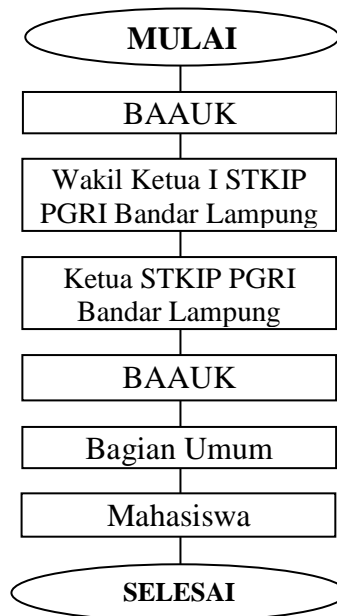 MULAI
BAAUK
Wakil Ketua I STKIP
PGRI Bandar Lampung
Ketua STKIP PGRI
Bandar Lampung
BAAUK
Bagian Umum
Mahasiswa
SELESAI